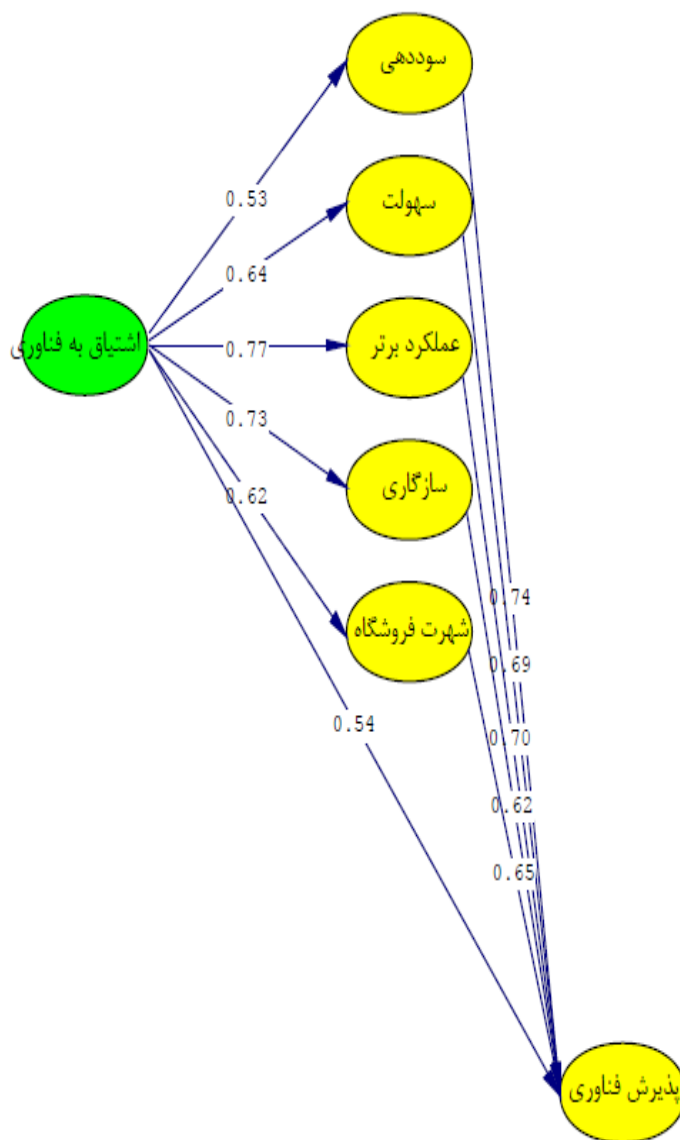 سوددهی
0.53
سهولت
0.64
اشتیاق به فناوری
عملکرد برتر
0.77
0.73
سازگاری
0.62
شهرت فروشگاه
0.74
0.69
0.54
0.70
0.62
0.65
پذیرش فناوری